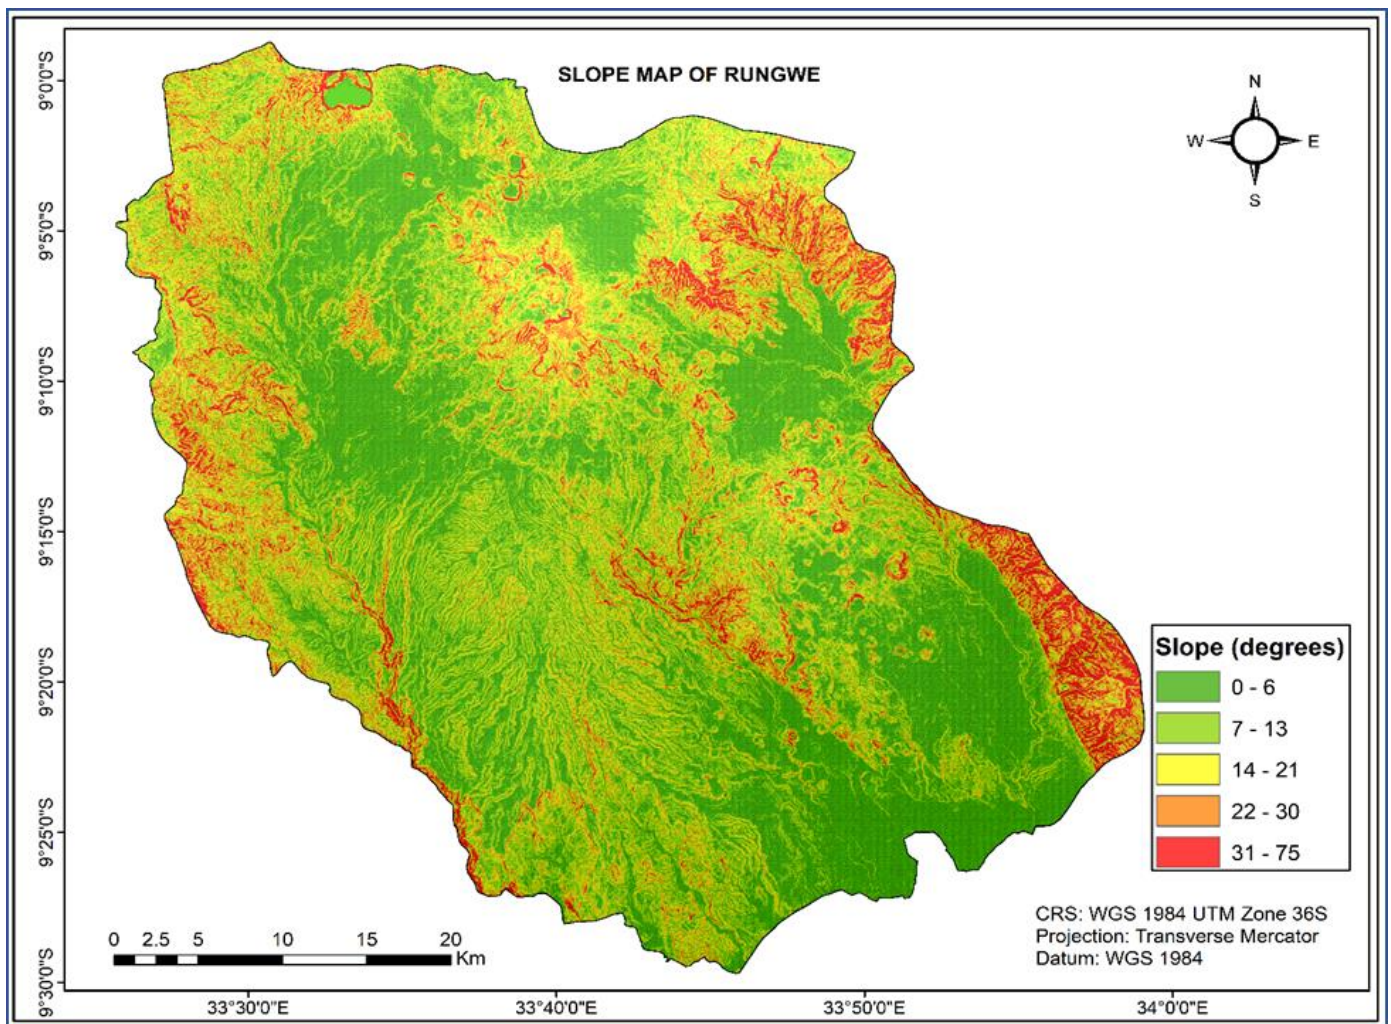 SLOPE MAP OF RUNGWE
N
W
E
S
9°0'0"S
9°5'0"S
9°10'0"S
9°15'0"S
9°20'0"S
9°25'0"S
9°30'0"S
Slope (degrees)
0 - 6
7 - 13
14 - 21
22 - 30
31 - 75
CRS: WGS 1984 UTM Zone 36S
Projection: Transverse Mercator
Datum: WGS 1984
0 2.5 5 10 15 20
Km
33°30'0"E 33°40'0"E 33°50'0"E 34°0'0"E